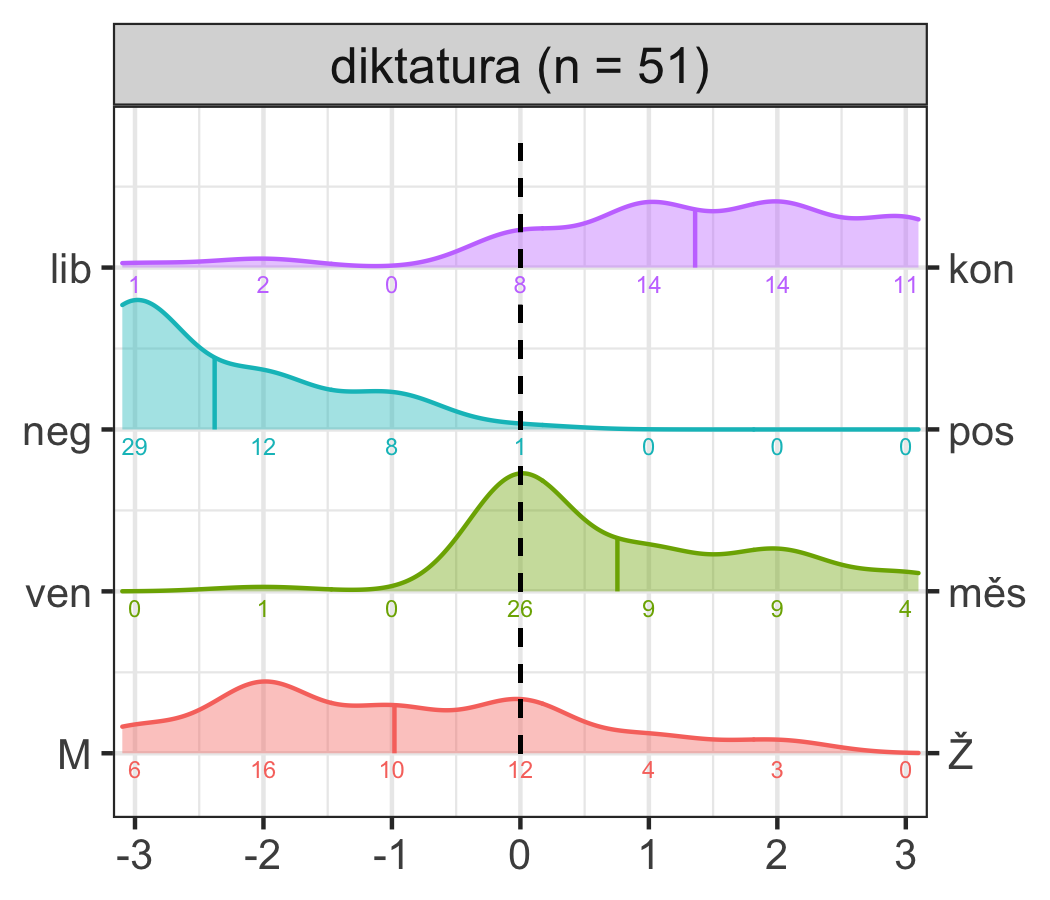 diktatura (n = 51)
lib kon
1 2 0 8 14 14 11
neg pos
29 12 8 1 0 0 0
ven měs
0 1 0 26 9 9 4
M Ž
6 16 10 12 4 3 0
-3 -2 -1 0 1 2 3